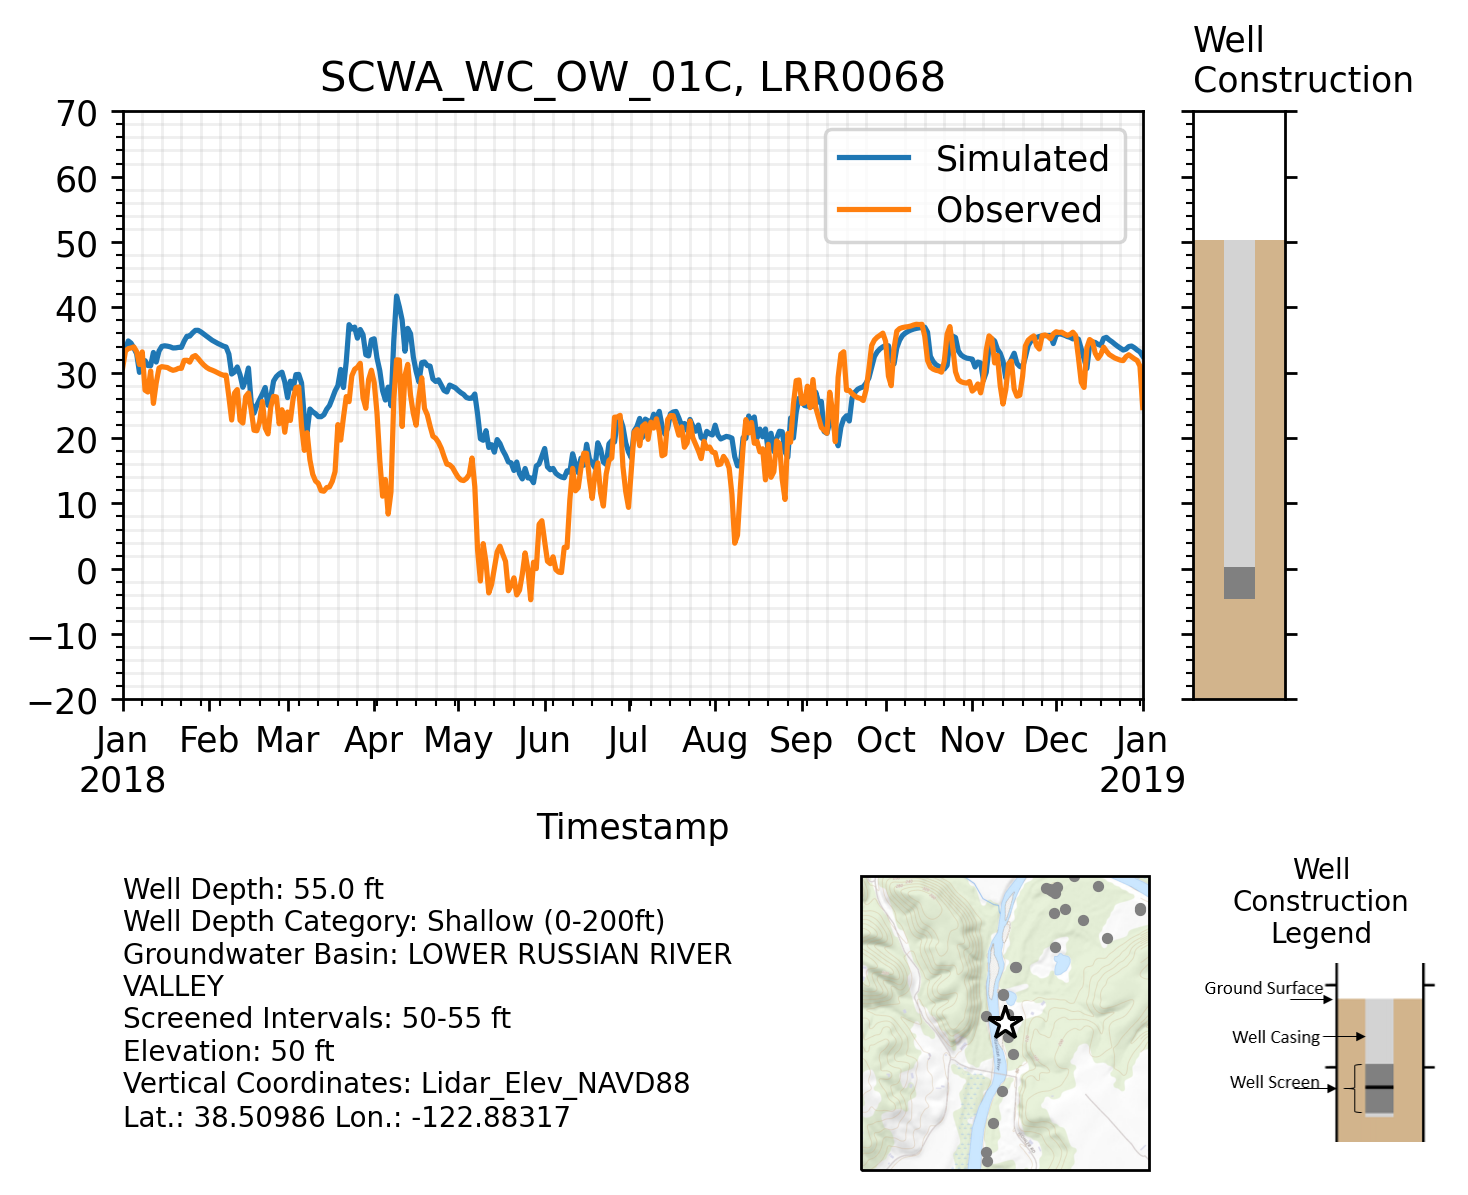 Well
Construction
SCWA_WC_OW_01C, LRR0068
70
60
50
40
30
20
10
0
−10
−20
Simulated
Observed
Jan Feb Mar Apr May Jun Jul Aug Sep Oct Nov Dec Jan
2018 2019
Timestamp
Well Depth: 55.0 ft
Well Depth Category: Shallow (0-200ft)
Groundwater Basin: LOWER RUSSIAN RIVER
VALLEY
Screened Intervals: 50-55 ft
Elevation: 50 ft
Vertical Coordinates: Lidar_Elev_NAVD88
Lat.: 38.50986 Lon.: -122.88317
Well
Construction
Legend
Ground Surface
Well Casing
Well Screen